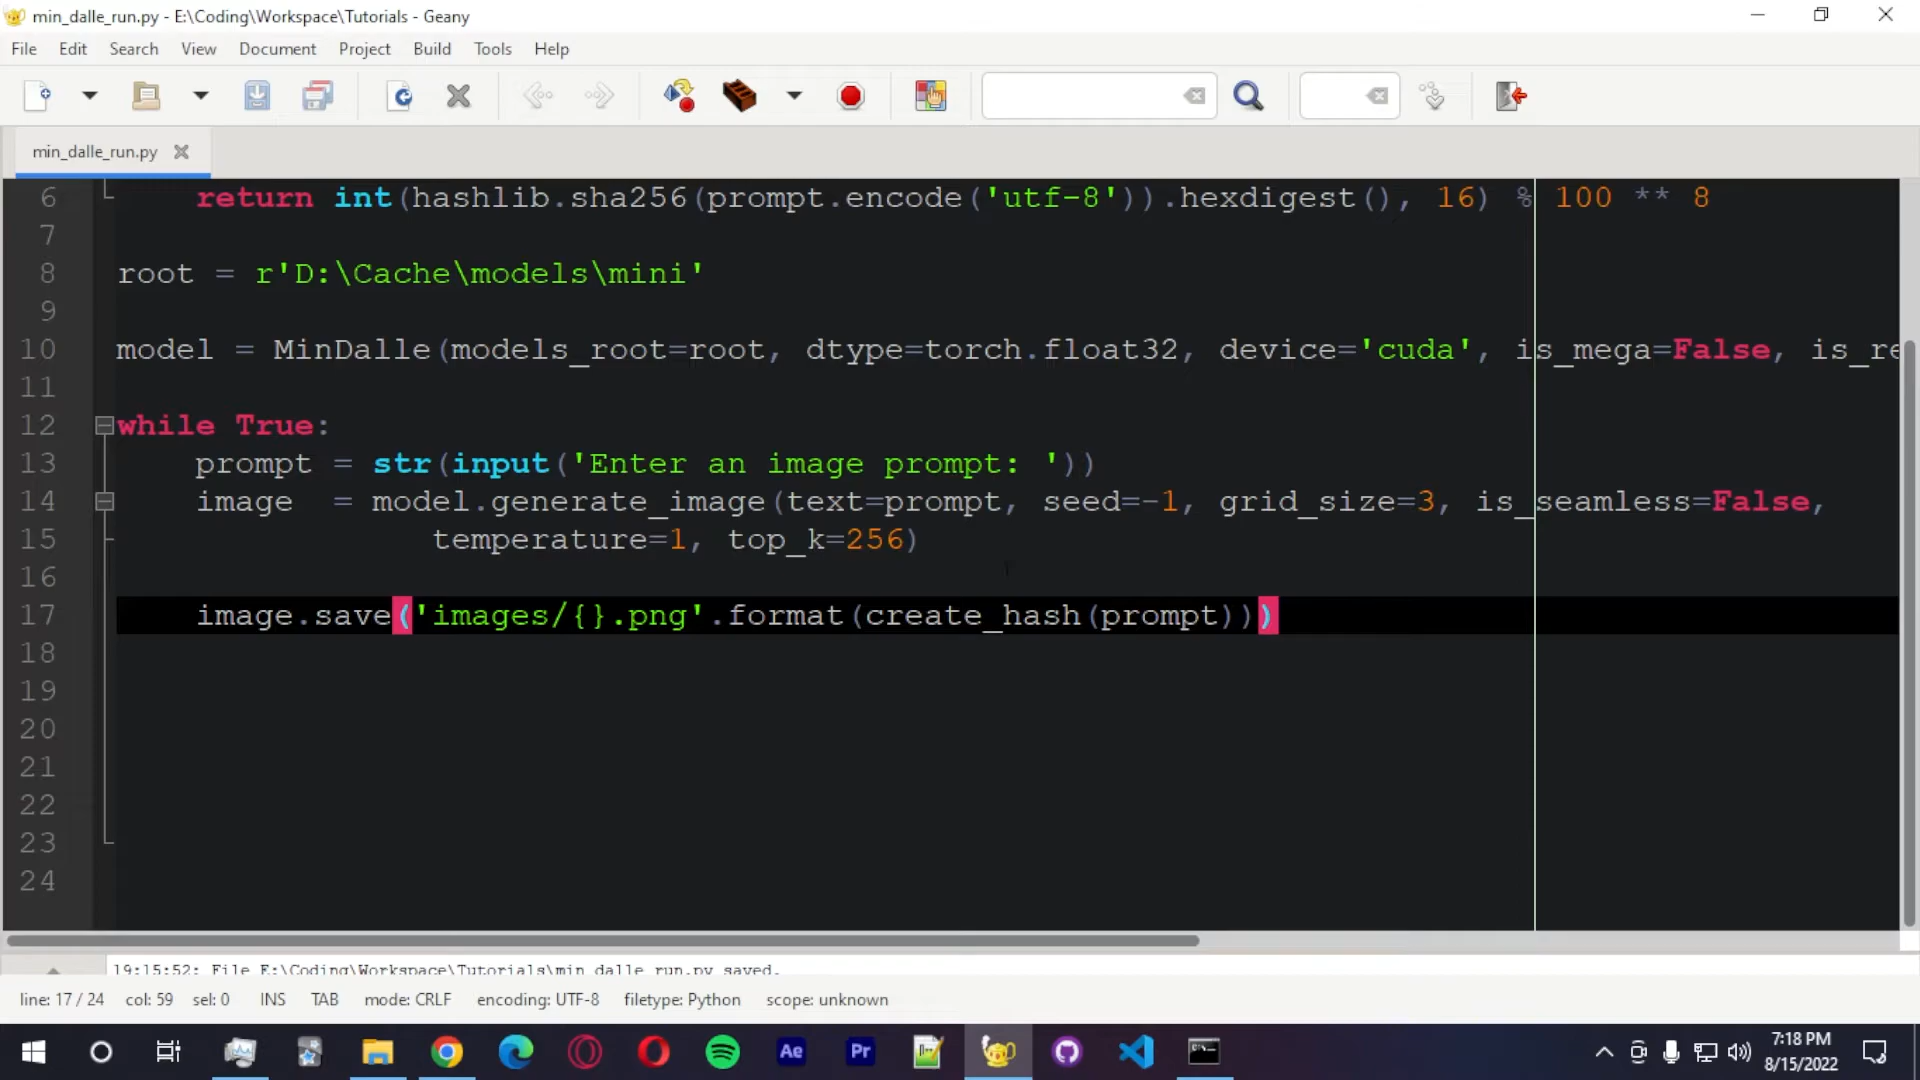 min_dalle_run.py - E:\Coding\Workspace\Tutorials - Geany
File Edit Search View Document Project Build Tools Help
min_dalle_run.py
6 return int(hashlib.sha256(prompt.encode('utf-8')).hexdigest(), 16) % 100 ** 8
7
8 root = r'D:\Cache\models\mini'
9
10 model = MinDalle(models_root=root, dtype=torch.float32, device='cuda', is_mega=False, is_re
11
12 while True:
13 prompt = str(input('Enter an image prompt: '))
14 image = model.generate_image(text=prompt, seed=-1, grid_size=3, is_seamless=False,
15 temperature=1, top_k=256)
16
17 image.save('images/{}.png'.format(create_hash(prompt)))
18
19
20
21
22
23
24
19:15:52: File E:\Coding\Workspace\Tutorials\min_dalle_run.py saved.
line: 17 / 24 col: 59 sel: 0 INS TAB mode: CRLF encoding: UTF-8 filetype: Python scope: unknown
Ae Pr
7:18 PM
8/15/2022